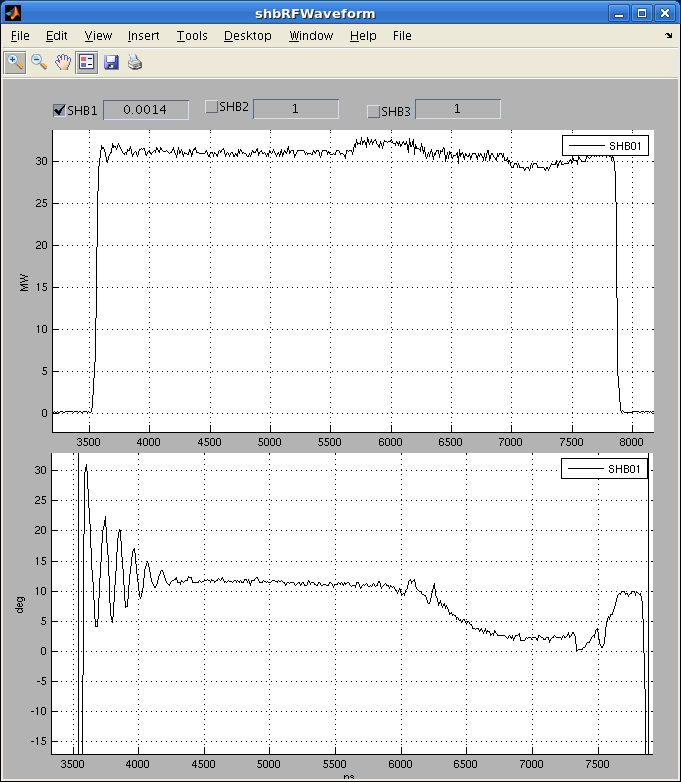 shbRFWaveform
File Edit View Insert Tools Desktop Window Help File
SHB1 0.0014 SHB2 1 SHB3 1
SHB01
30
25
20
15
10
5
0
MW
3500 4000 4500 5000 5500 6000 6500 7000 7500 8000
SHB01
30
25
20
15
10
5
0
-5
-10
-15
deg
3500 4000 4500 5000 5500 6000 6500 7000 7500
ns